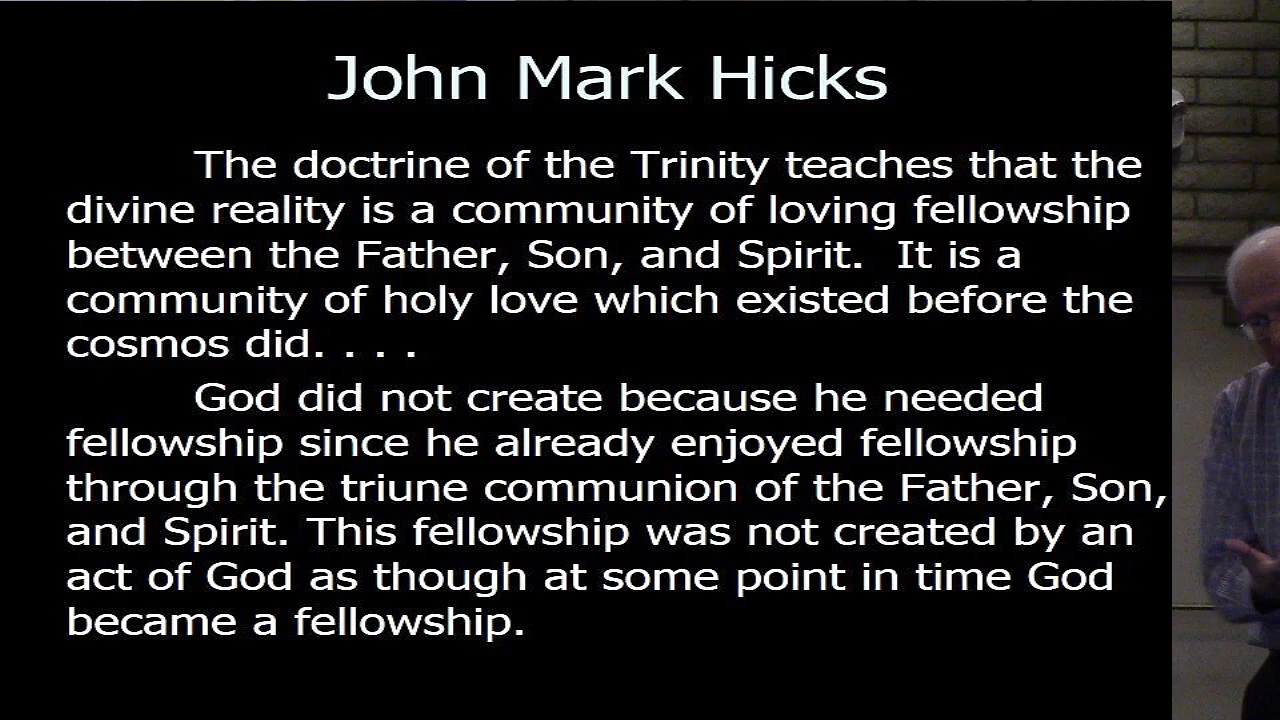 John Mark Hicks
The doctrine of the Trinity teaches that the
divine reality is a community of loving fellowship
between the Father, Son, and Spirit.  It is a
community of holy love which existed before the
cosmos did. . . .
God did not create because he needed
fellowship since he already enjoyed fellowship
through the triune communion of the Father, Son,
and Spirit. This fellowship was not created by an
act of God as though at some point in time God
became a fellowship.